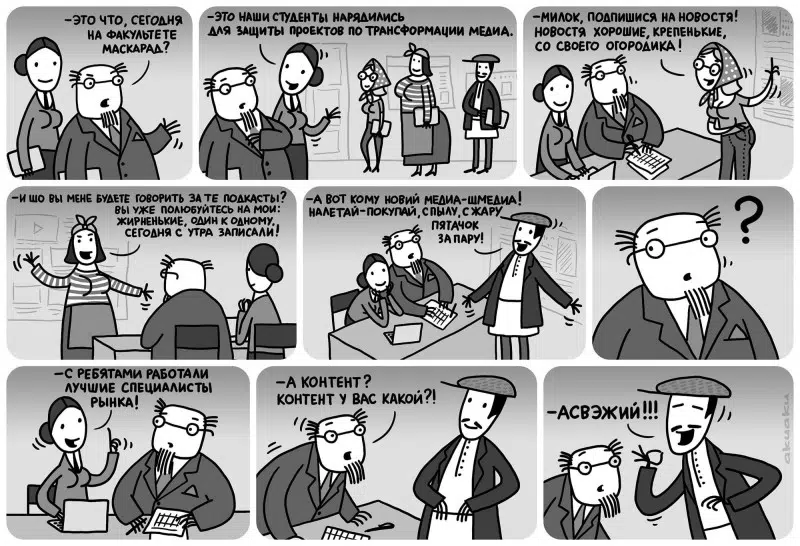 -ЭТО ЧТО, СЕГОДНЯ
НА ФАКУЛЬТЕТЕ
МАСКАРАД?
-ЭТО НАШИ СТУДЕНТЫ НАРЯДИЛИСЬ
ДЛЯ ЗАЩИТЫ ПРОЕКТОВ ПО ТРАНСФОРМАЦИИ МЕДИА.
-МИЛОК, ПОДПИШИСЯ НА НОВОСТЯ!
НОВОСТЯ ХОРОШИЕ, КРЕПЕНЬКИЕ,
СО СВОЕГО ОГОРОДИКА!
-И ШО ВЫ МЕНЕ БУДЕТЕ ГОВОРИТЬ ЗА ТЕ ПОДКАСТЫ?
ВЫ УЖЕ ПОЛЮБУЙТЕСЬ НА МОИ:
ЖИРНЕНЬКИЕ, ОДИН К ОДНОМУ,
СЕГОДНЯ С УТРА ЗАПИСАЛИ!
-А ВОТ КОМУ НОВИЙ МЕДИА-ШМЕДИА!
НАЛЕТАЙ-ПОКУПАЙ, С ПЫЛУ, С ЖАРУ,
ПЯТАЧОК
ЗА ПАРУ!
?
-С РЕБЯТАМИ РАБОТАЛИ
ЛУЧШИЕ СПЕЦИАЛИСТЫ
РЫНКА!
-А КОНТЕНТ?
КОНТЕНТ У ВАС КАКОЙ?!
-АСВЭЖИЙ!!!
akuaku